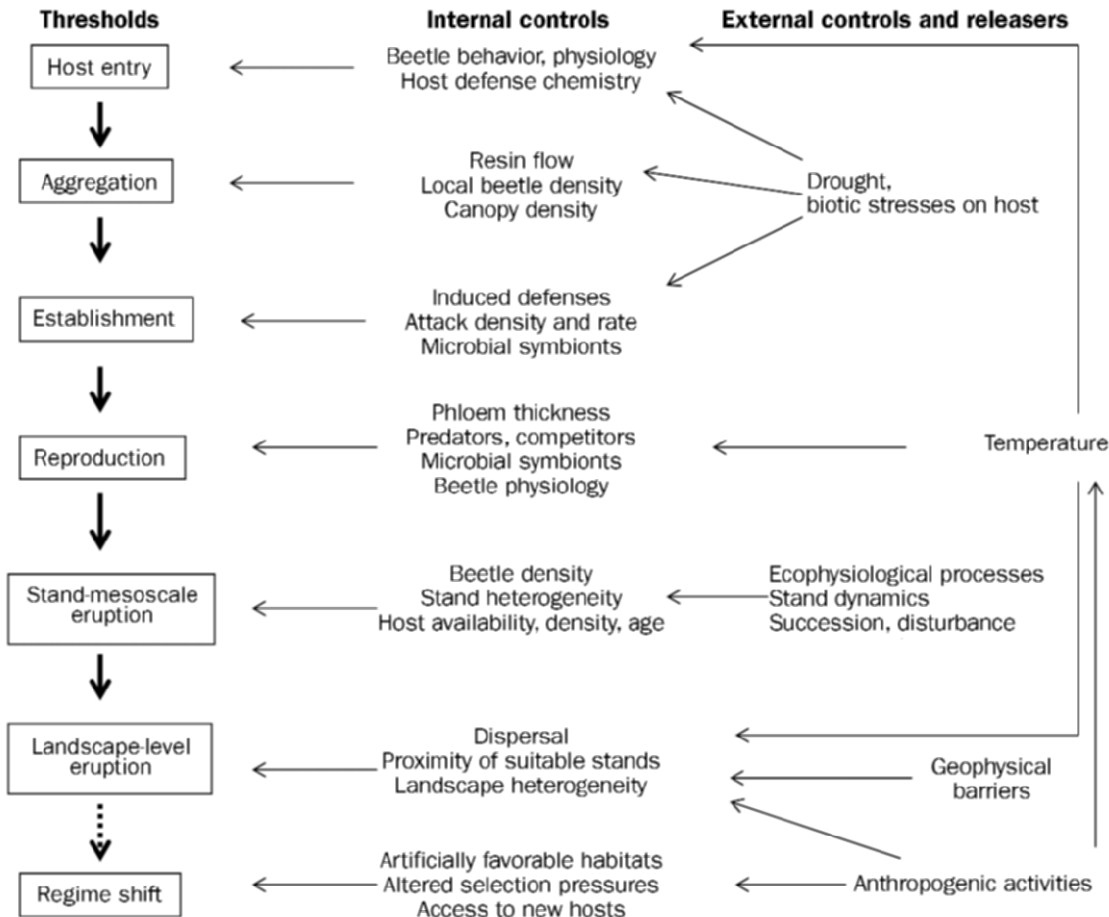 Thresholds
Internal controls
External controls and releasers
Host entry
Beetle behavior, physiology
Host defense chemistry
Aggregation
Resin flow
Local beetle density
Canopy density
Drought,
biotic stresses on host
Establishment
Induced defenses
Attack density and rate
Microbial symbionts
Reproduction
Phloem thickness
Predators, competitors
Microbial symbionts
Beetle physiology
Temperature
Stand-mesoscale
eruption
Beetle density
Stand heterogeneity
Host availability, density, age
Ecophysiological processes
Stand dynamics
Succession, disturbance
Landscape-level
eruption
Dispersal
Proximity of suitable stands
Landscape heterogeneity
Geophysical
barriers
Regime shift
Artificially favorable habitats
Altered selection pressures
Access to new hosts
Anthropogenic activities